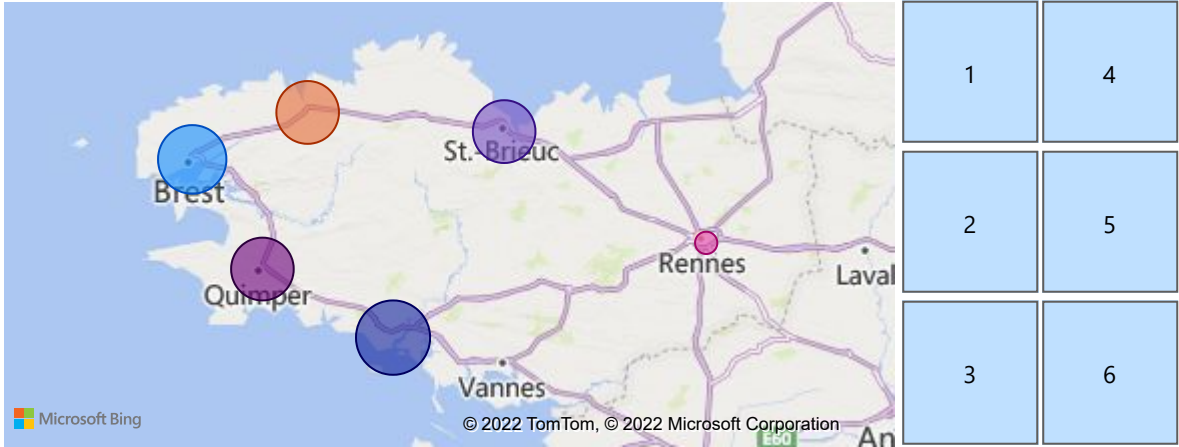 St.-Brieuc
Brest
Rennes
Laval
Quimper
Vannes
Microsoft Bing
© 2022 TomTom, © 2022 Microsoft Corporation
E60
An
1
4
2
5
3
6